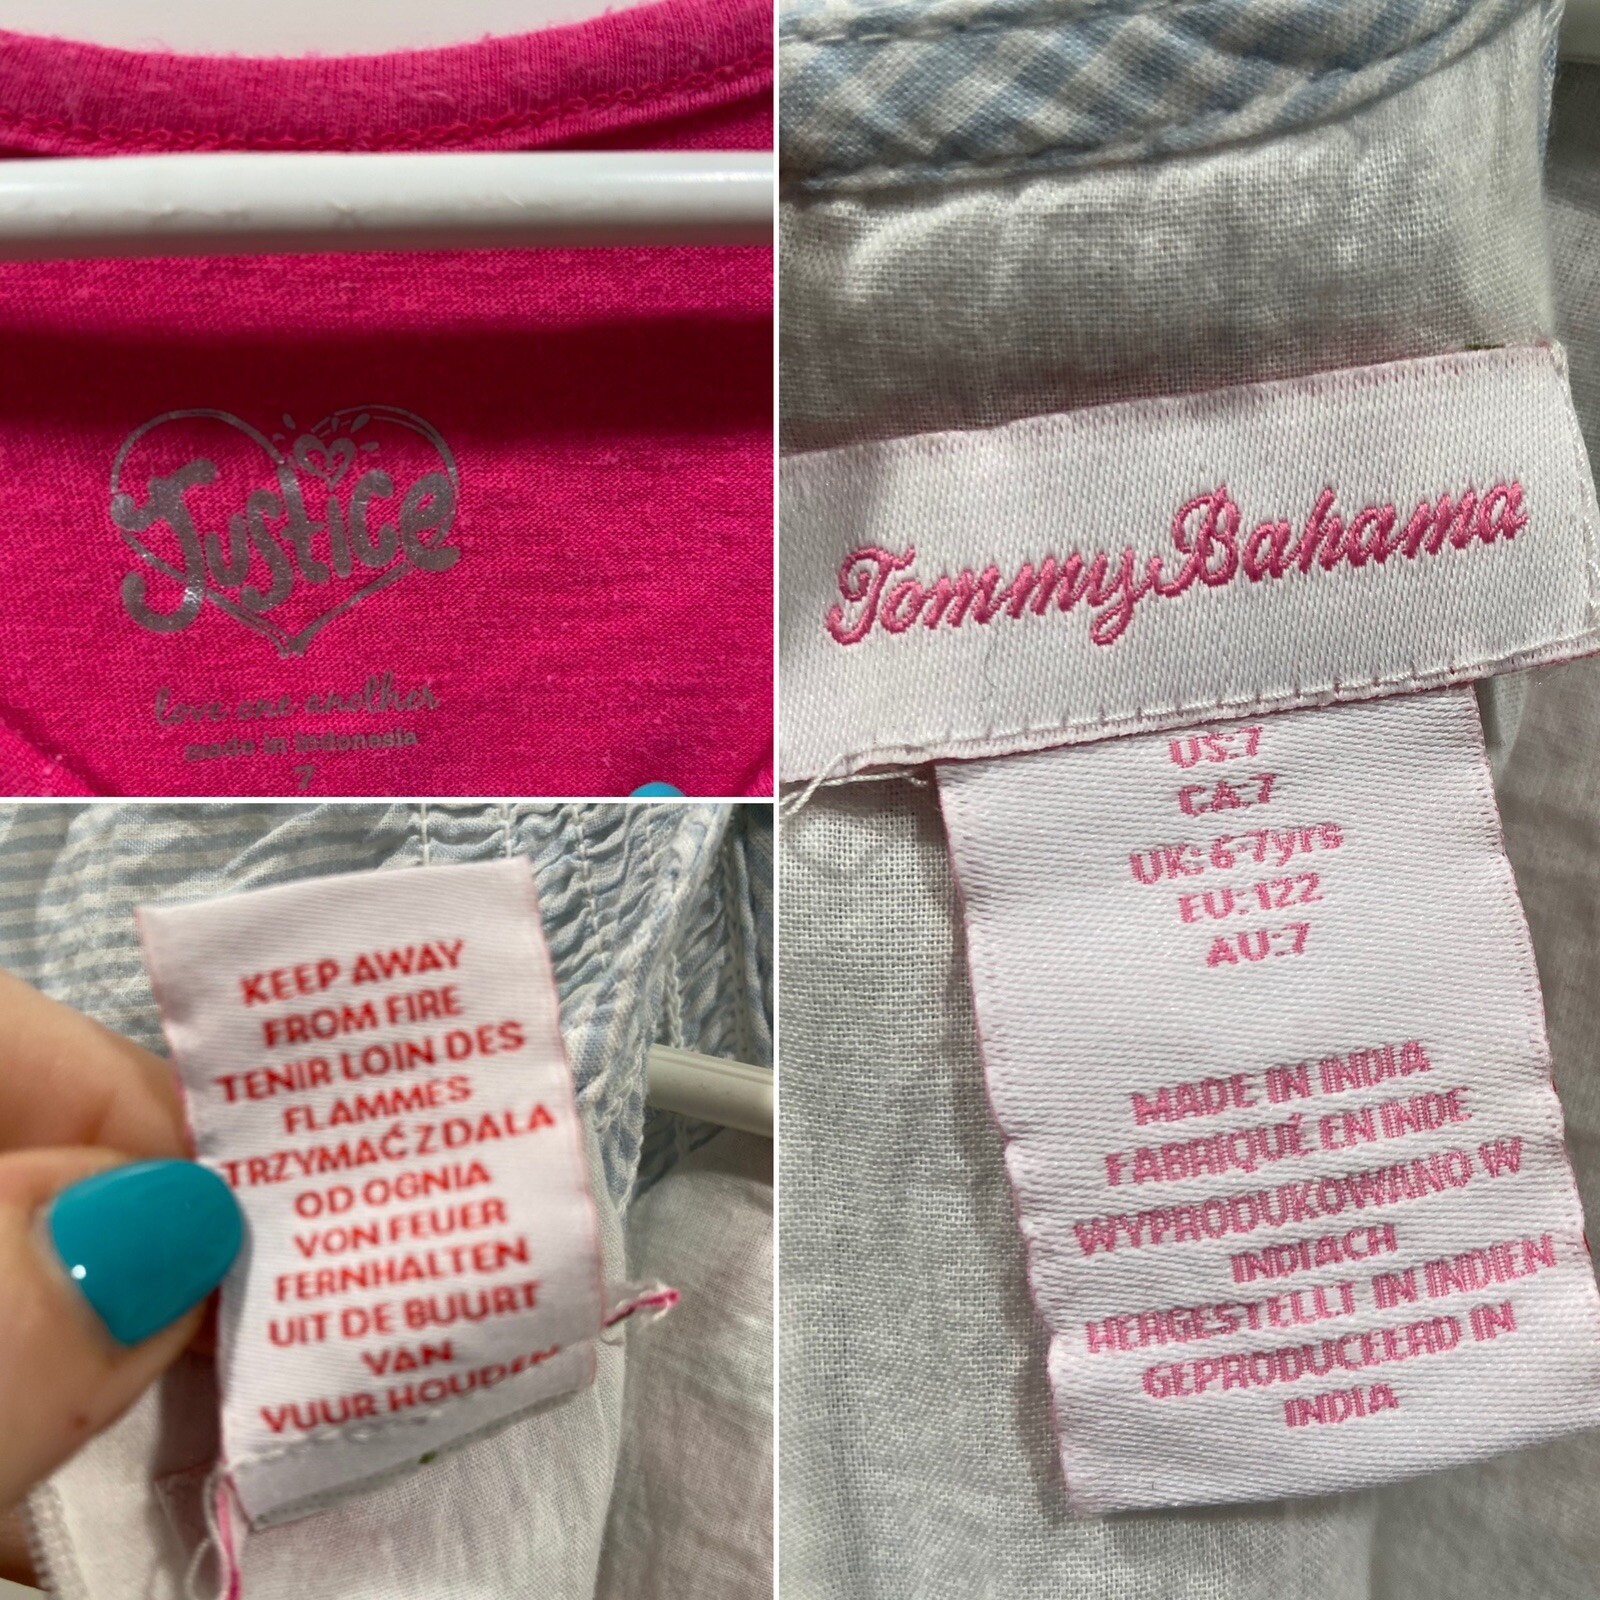 Justice
love one another
made in indonesia
7
Tommy Bahama
US:7
CA:7
UK: 6-7yrs
EU: 122
AU:7
MADE IN INDIA
FABRIQUÉ EN INDE
WYPRODUKOWANO W
INDIACH
HERGESTELLT IN INDIEN
GEPRODUCEERD IN
INDIA
KEEP AWAY
FROM FIRE
TENIR LOIN DES
FLAMMES
TRZYMAĆ Z DALA
OD OGNIA
VON FEUER
FERNHALTEN
UIT DE BUURT
VAN
VUUR HOUDEN